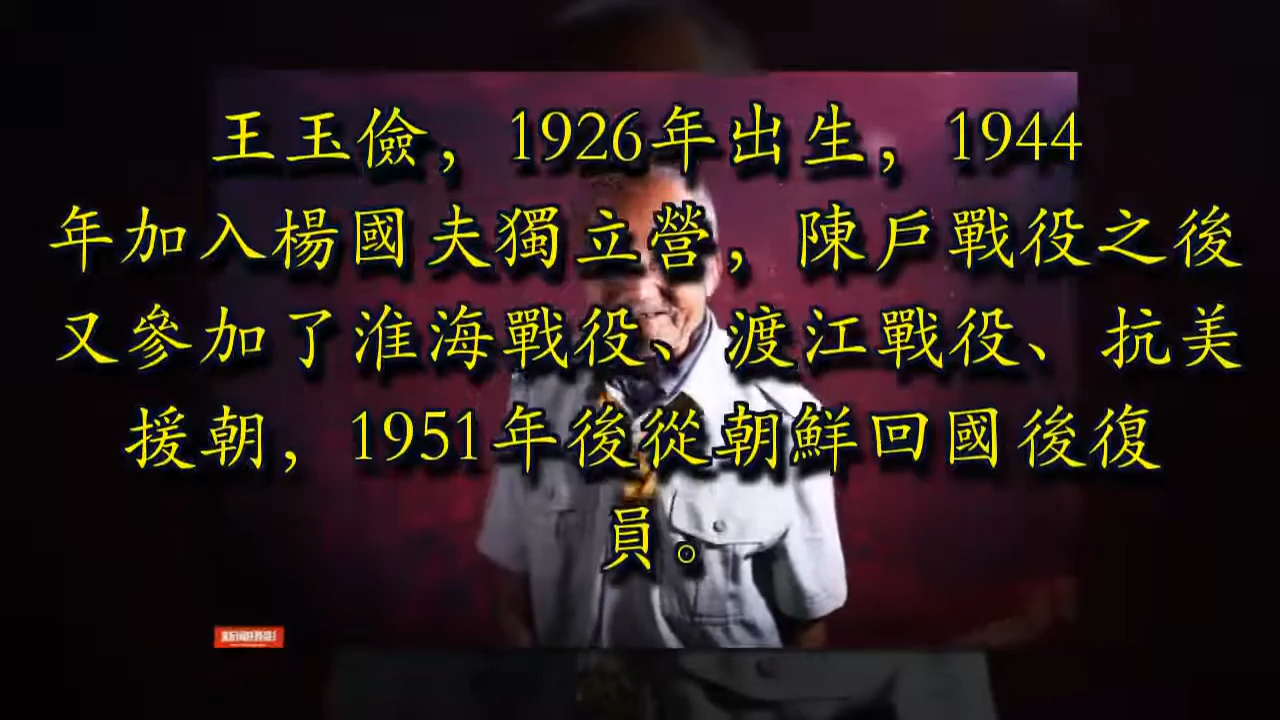 王玉儉，1926年出生，1944
年加入楊國夫獨立營，陳戶戰役之後
又參加了淮海戰役、渡江戰役、抗美
援朝，1951年後從朝鮮回國後復
員。